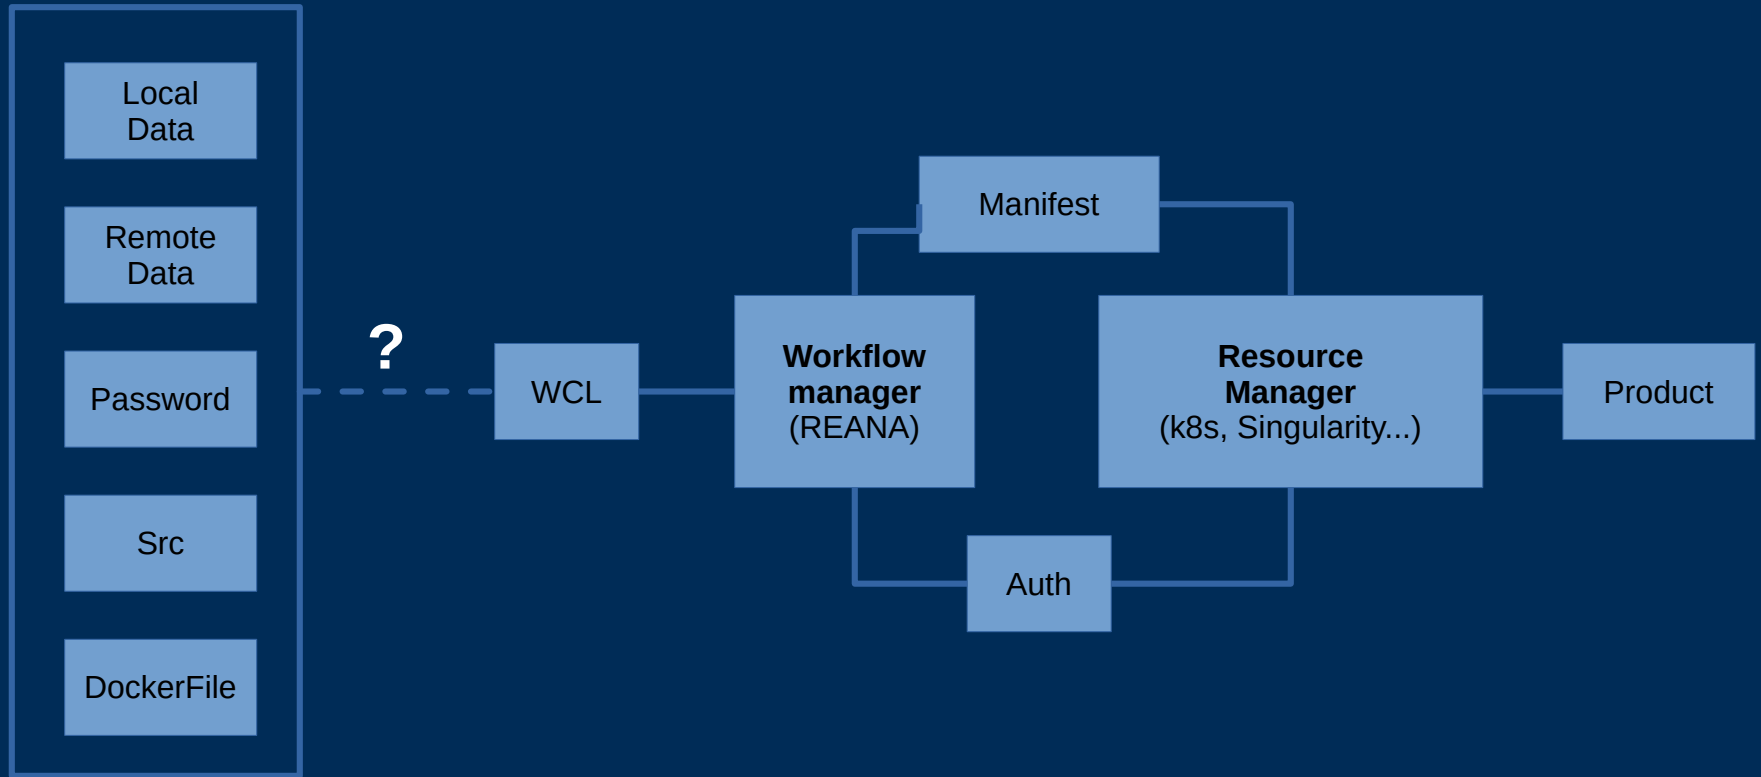 Local
Data
Remote
Data
Password
Src
DockerFile
?
WCL
Workflow
manager
(REANA)
Manifest
Auth
Resource
Manager
(k8s, Singularity...)
Product